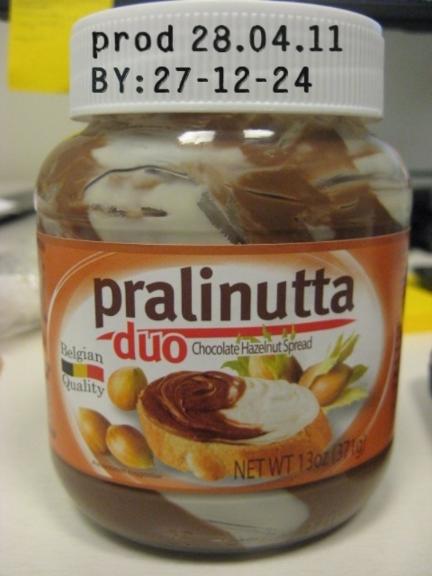 prod 28.04.11
BY: 27-12-24
pralinutta
duo Chocolate Hazelnut Spread
Belgian
Quality
NET WT 13oz (371g)